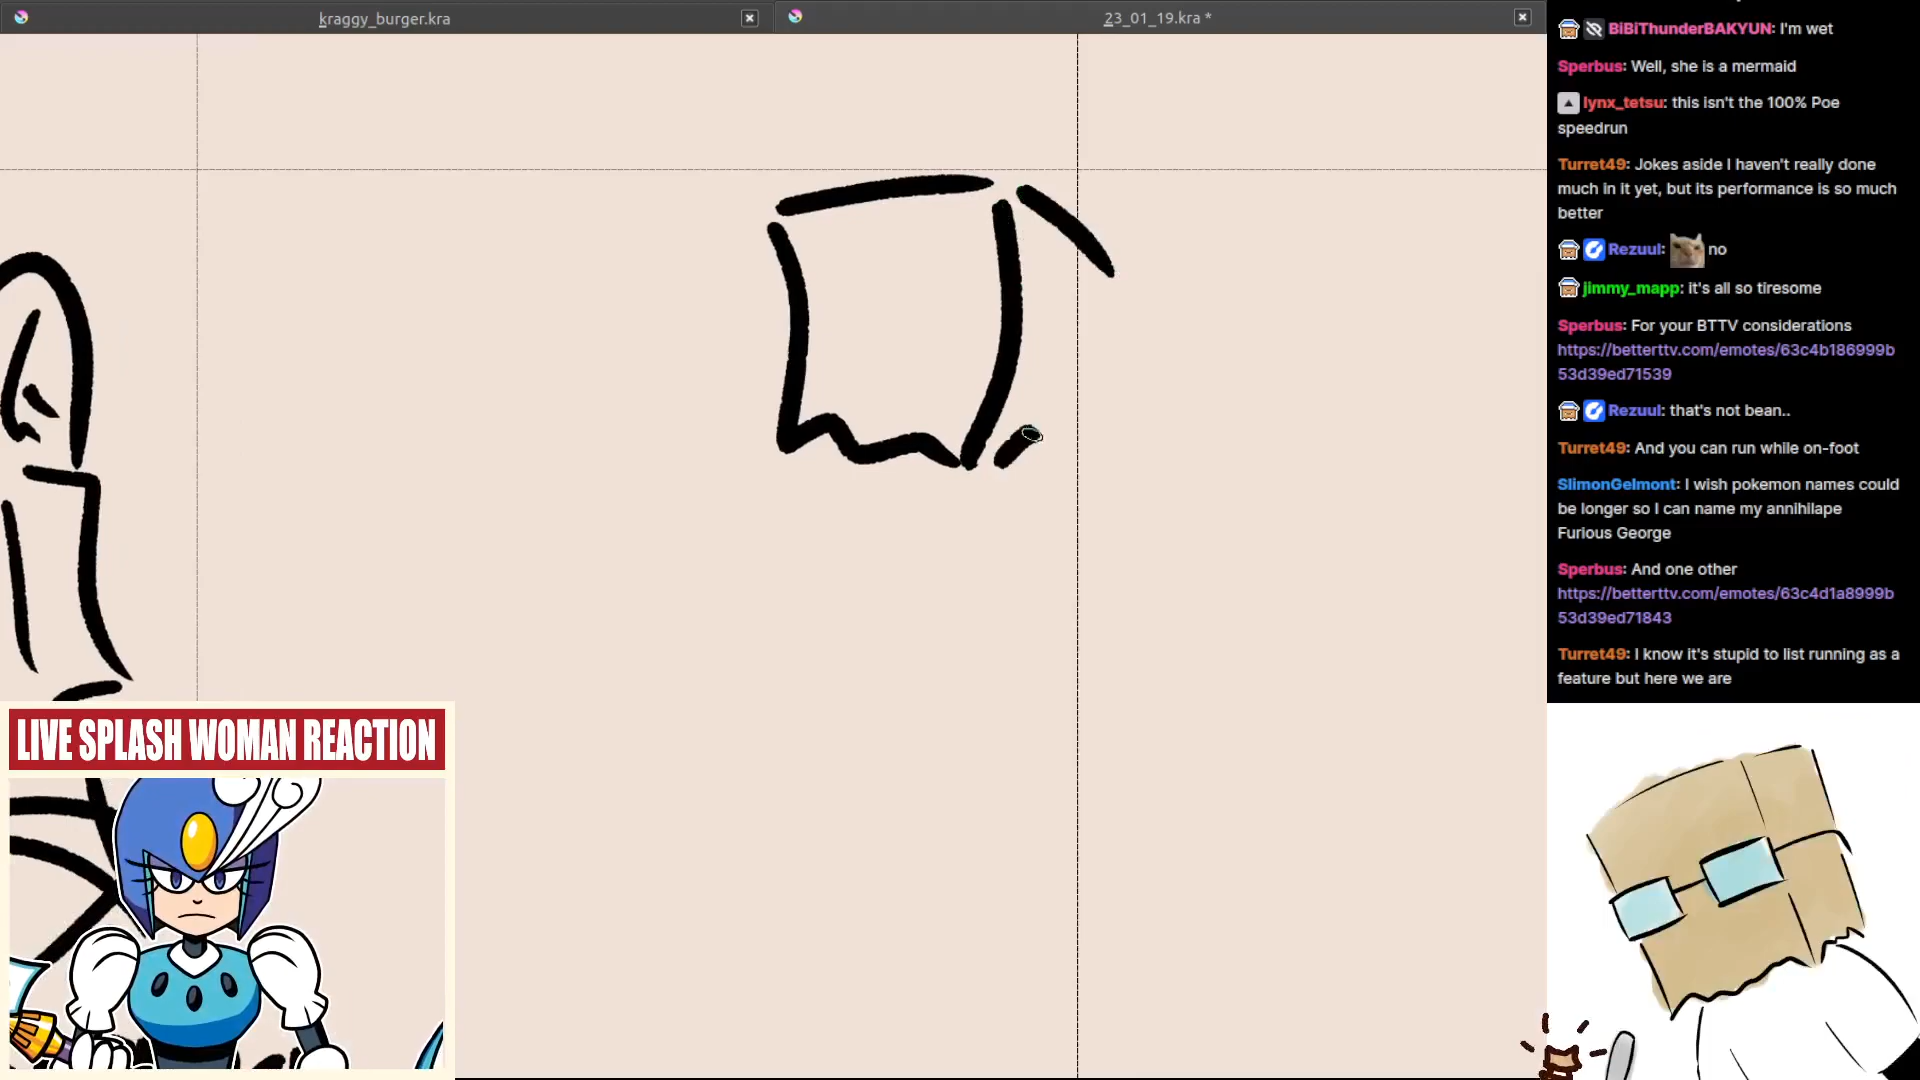 kraggy_burger.kra
23_01_19.kra *
BiBiThunderBAKYUN: I'm wet
Sperbus: Well, she is a mermaid
lynx_tetsu: this isn't the 100% Poe
speedrun
Turret49: Jokes aside I haven't really done
much in it yet, but its performance is so much
better
Rezuul: no
jimmy_mapp: it's all so tiresome
Sperbus: For your BTTV considerations
https://betterttv.com/emotes/63c4b186999b
53d39ed71539
Rezuul: that's not bean..
Turret49: And you can run while on-foot
SlimonGelmont: I wish pokemon names could
be longer so I can name my annihilape
Furious George
Sperbus: And one other
https://betterttv.com/emotes/63c4d1a8999b
53d39ed71843
Turret49: I know it's stupid to list running as a
feature but here we are
LIVE SPLASH WOMAN REACTION